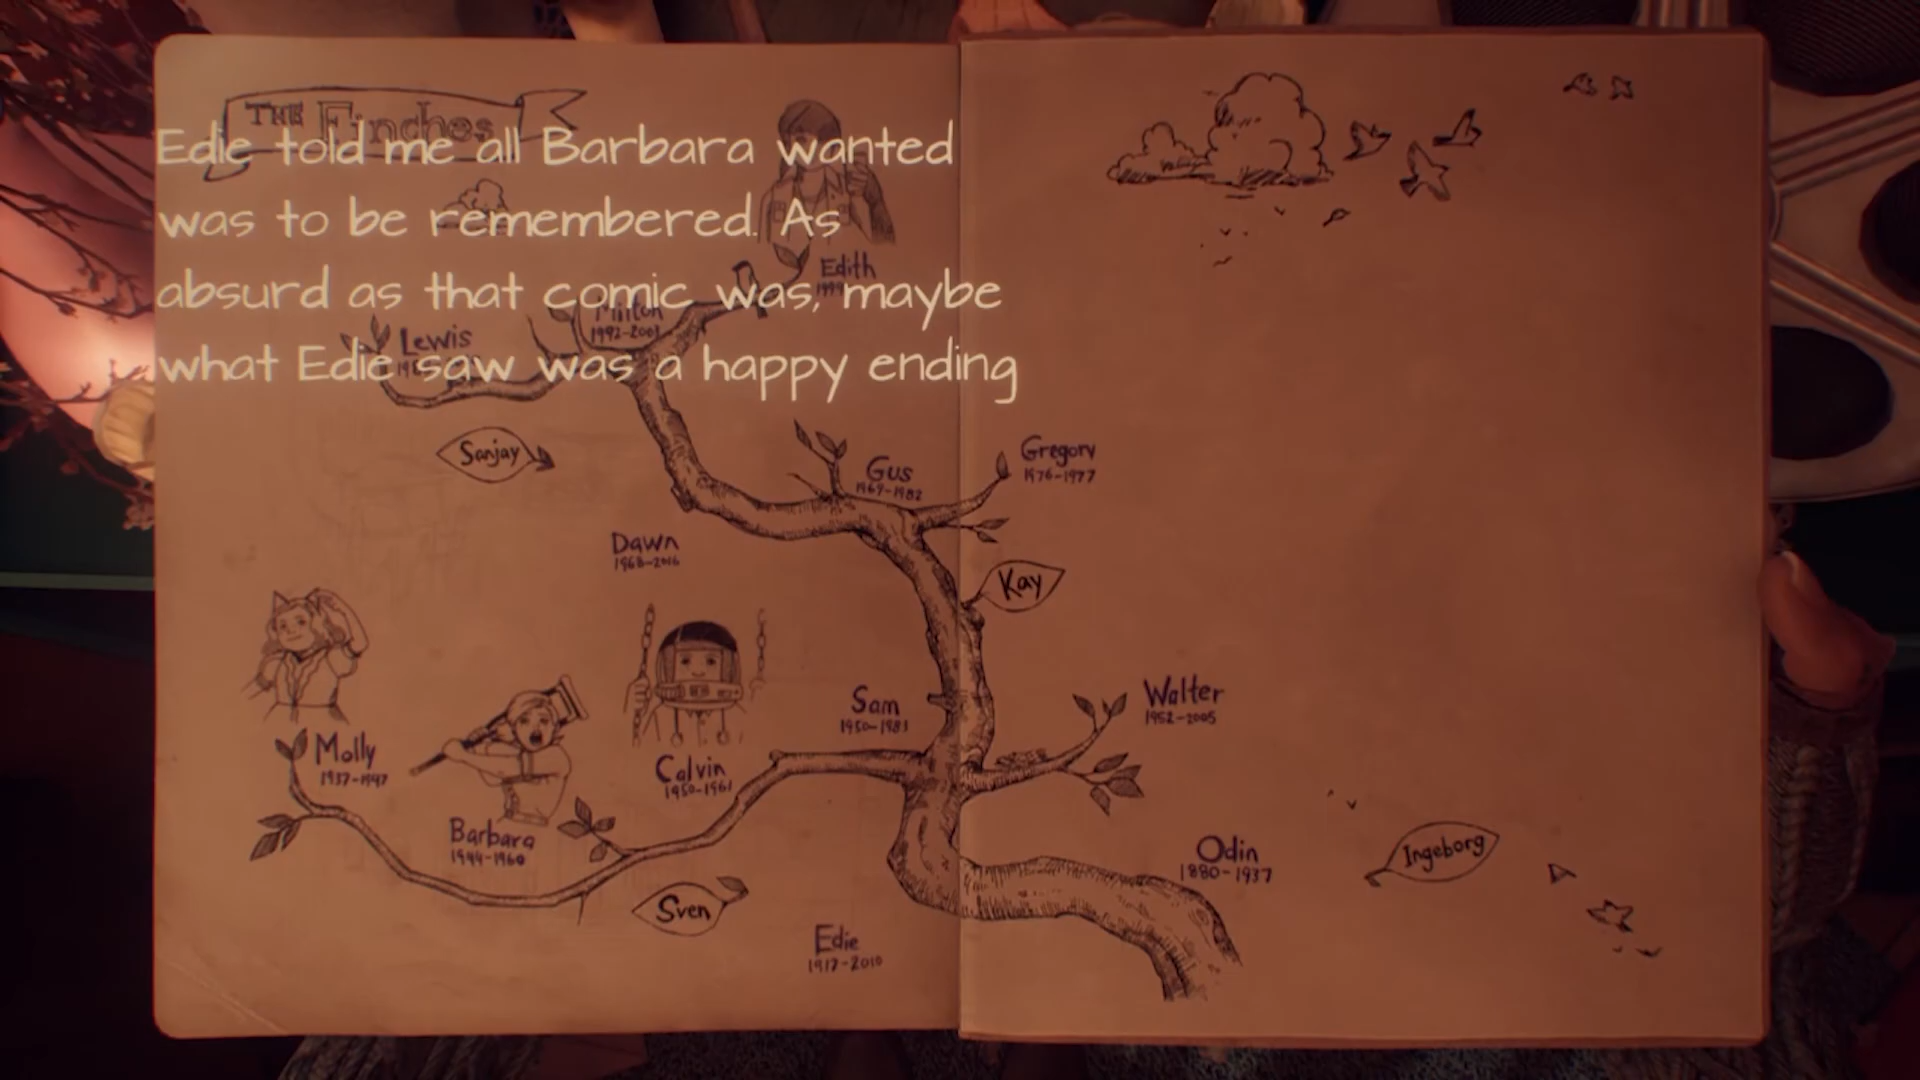 THE Finches
Edie told me all Barbara wanted
was to be remembered. As
absurd as that comic was, maybe
what Edie saw was a happy ending
Edith
Milton
1992-2003
Lewis
Sanjay
Gus
1969-1982
Gregory
1976-1977
Dawn
1968-2016
Kay
Sam
1950-1983
Walter
1952-2005
Molly
1937-1947
Calvin
1950-1961
Barbara
1944-1960
Odin
1880-1937
Ingeborg
Sven
Edie
1917-2010